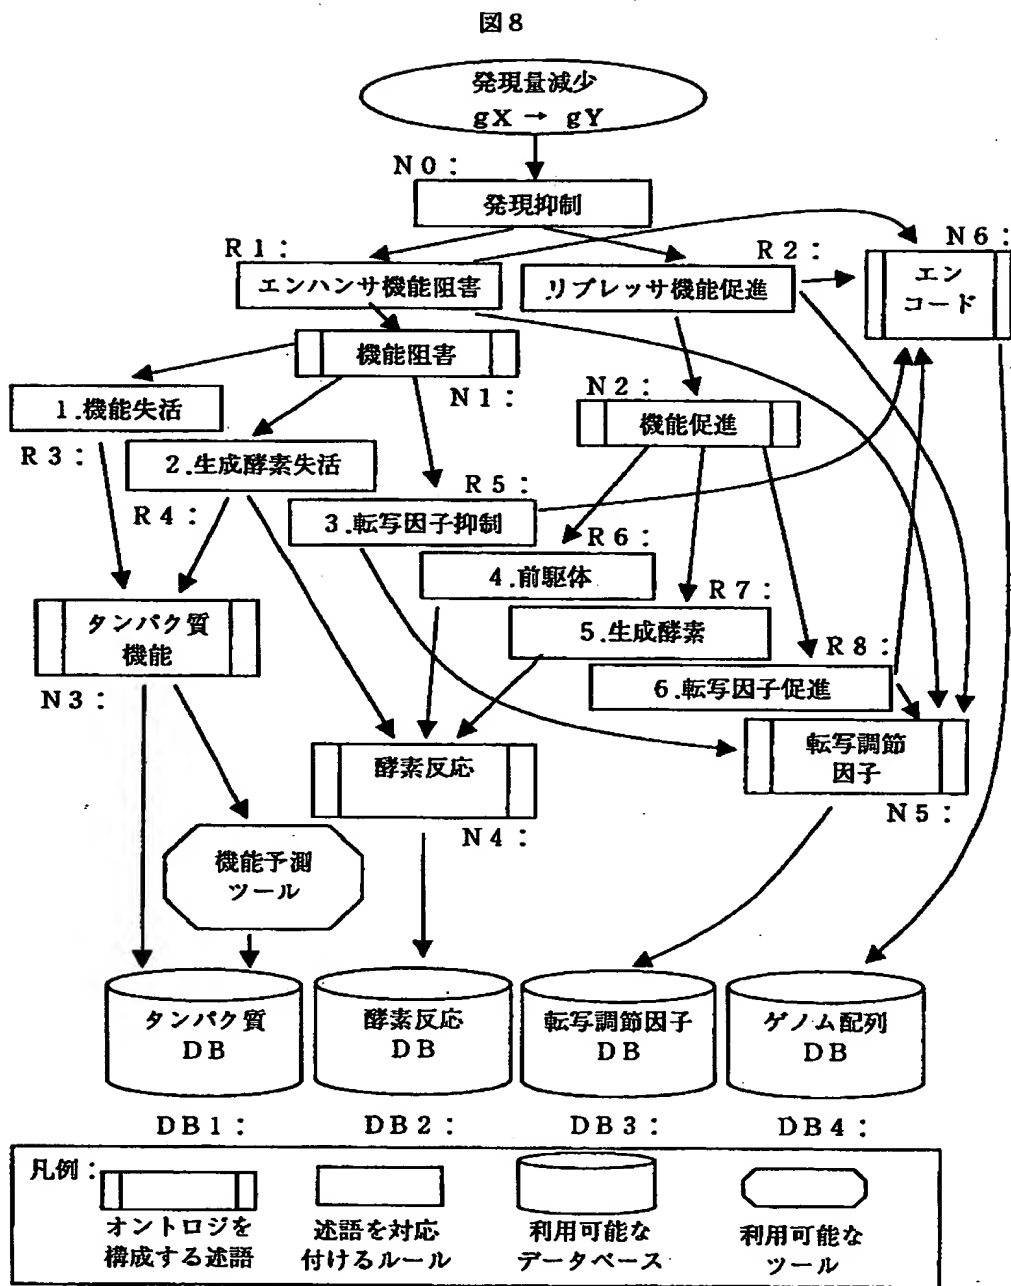 図8
発現量減少
gX → gY
N0:
発現抑制
R1:
エンハンサ機能阻害
R2:
リプレッサ機能促進
N6:
エン
コード
機能阻害
N1:
N2:
機能促進
1.機能失活
R3:
2.生成酵素失活
R4:
R5:
3.転写因子抑制
R6:
4.前駆体
R7:
5.生成酵素
R8:
6.転写因子促進
タンパク質
機能
N3:
酵素反応
N4:
転写調節
因子
N5:
機能予測
ツール
タンパク質
DB
酵素反応
DB
転写調節因子
DB
ゲノム配列
DB
DB1:
DB2:
DB3:
DB4:
凡例:
オントロジを
構成する述語
述語を対応
付けるルール
利用可能な
データベース
利用可能な
ツール